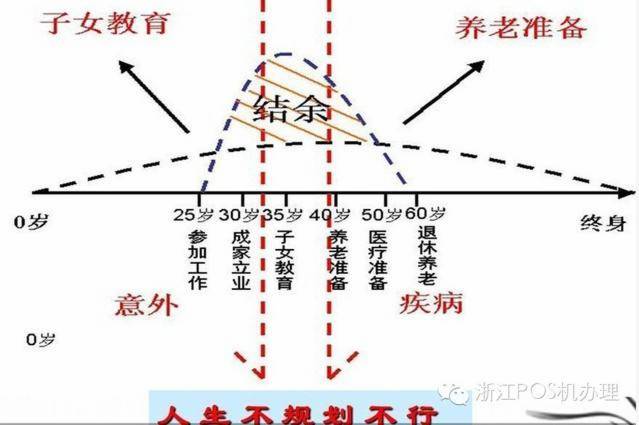 子女教育
养老准备
结余
0岁
25岁
30岁
35岁
40岁
50岁
60岁
终身
参加工作
成家立业
子女教育
养老准备
医疗准备
退休养老
意外
疾病
0岁
浙江POS机办理
人生不规划不行